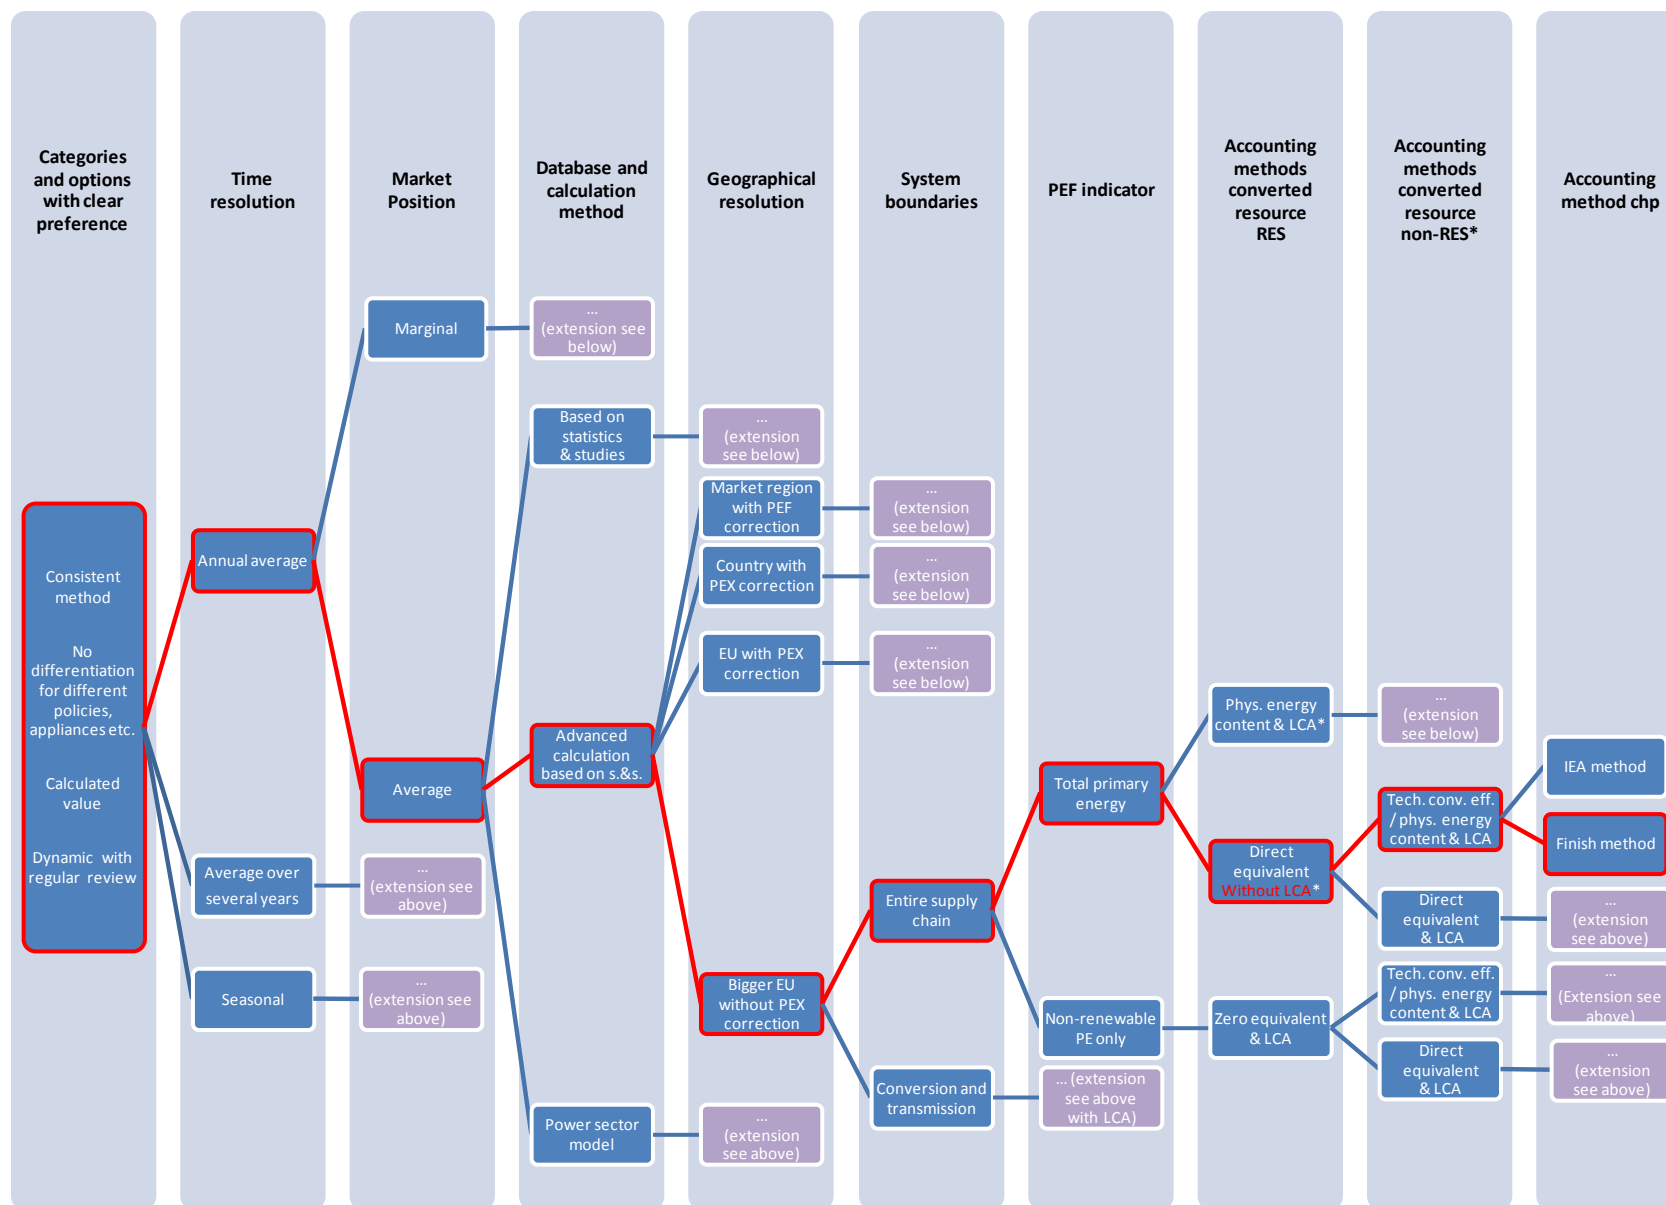 Categories
and options
with clear
preference
Time
resolution
Market
Position
Database and
calculation
method
Geographical
resolution
System
boundaries
PEF indicator
Accounting
methods
converted
resource
RES
Accounting
methods
converted
resource
non-RES*
Accounting
method chp
Consistent
method
No
differentiation
for different
policies,
appliances etc.
Calculated
value
Dynamic with
regular review
Annual average
Average over
several years
Seasonal
Marginal
Average
...
(extension see
above)
...
(extension see
above)
...
(extension see
below)
Based on
statistics
& studies
Advanced
calculation
based on s.&s.
Power sector
model
...
(extension
see below)
Market region
with PEF
correction
Country with
PEX correction
EU with PEX
correction
Bigger EU
without PEX
correction
...
(extension
see above)
...
(extension
see below)
...
(extension
see below)
...
(extension
see below)
Entire supply
chain
Conversion and
transmission
Total primary
energy
Non-renewable
PE only
... (extension
see above
with LCA)
Phys. energy
content & LCA*
Direct
equivalent
Without LCA*
Zero equivalent
& LCA
...
(extension
see below)
Tech. conv. eff.
/ phys. energy
content & LCA
Direct
equivalent
& LCA
Tech. conv. eff.
/ phys. energy
content & LCA
Direct
equivalent
& LCA
IEA method
Finish method
...
(extension
see above)
...
(Extension see
above)
...
(extension
see above)